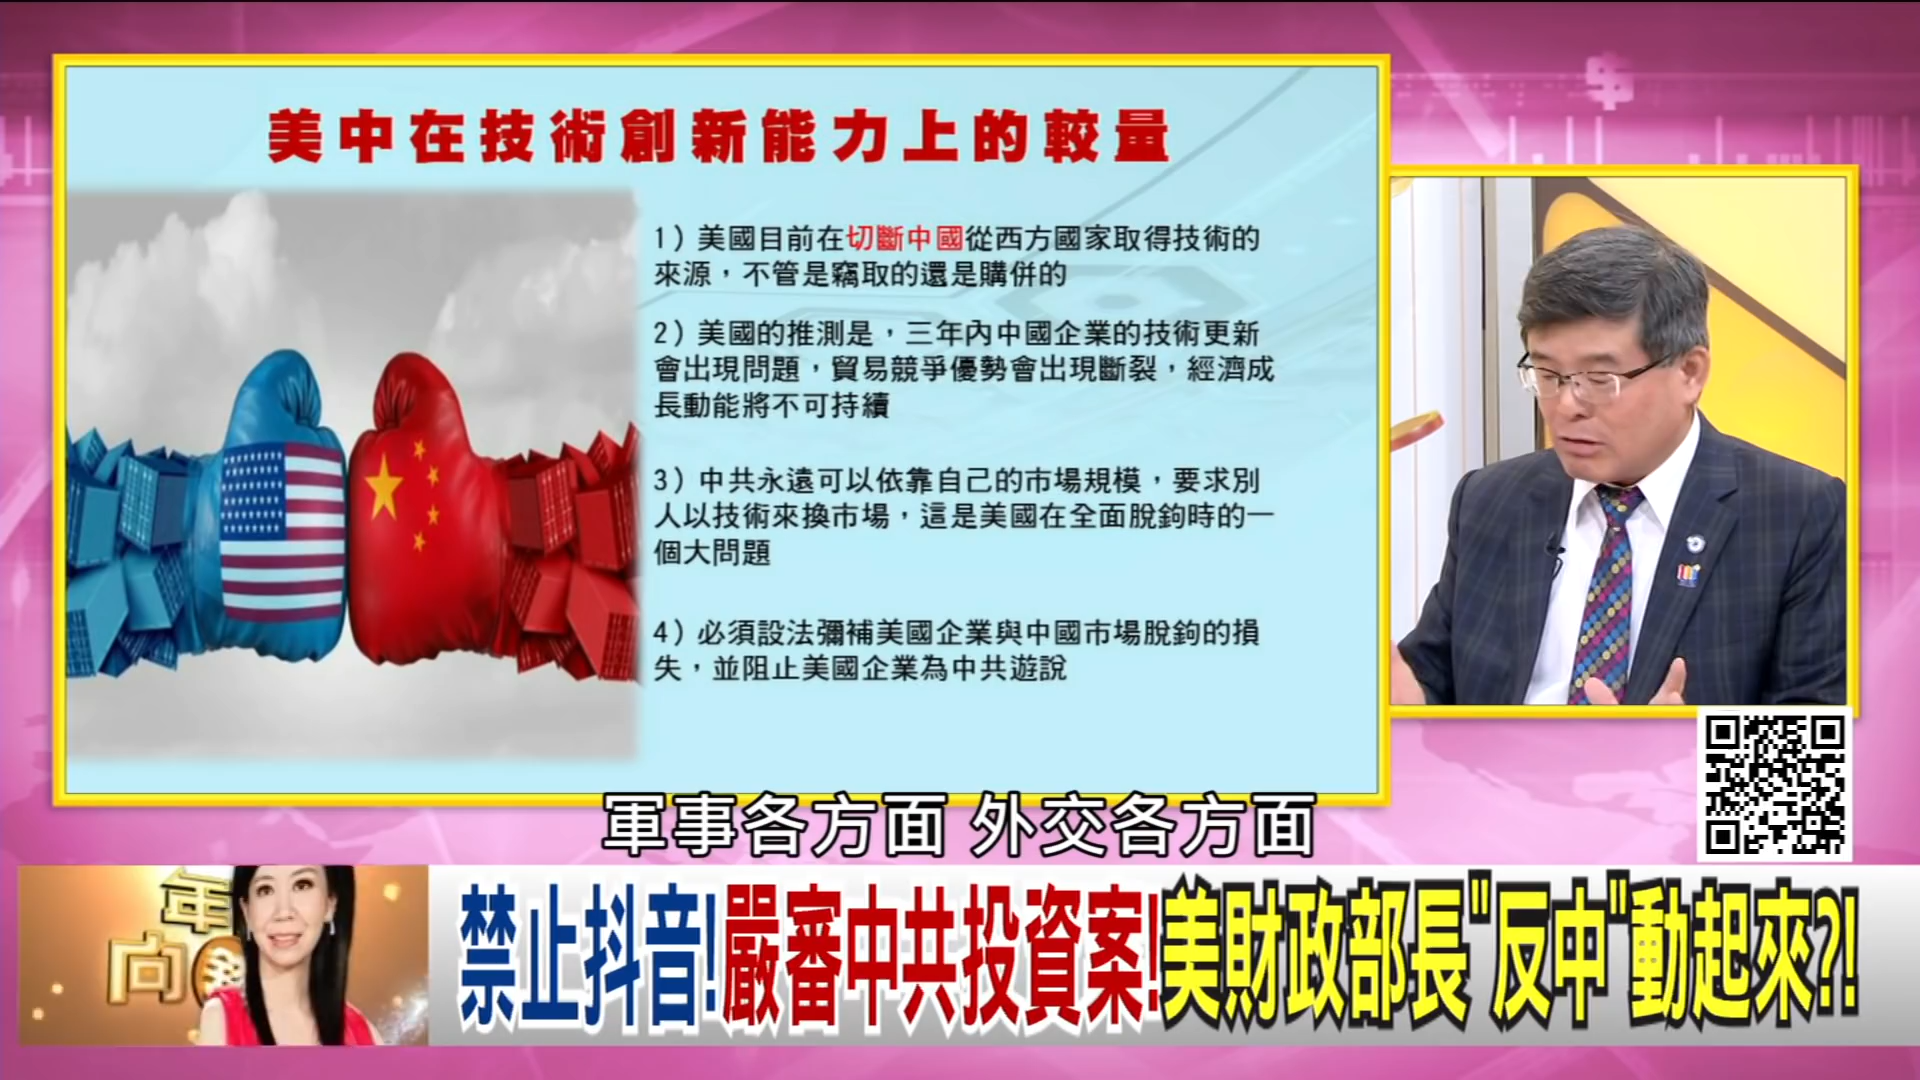 美中在技術創新能力上的較量
1）美國目前在切斷中國從西方國家取得技術的
來源，不管是竊取的還是購併的
2）美國的推測是，三年內中國企業的技術更新
會出現問題，貿易競爭優勢會出現斷裂，經濟成
長動能將不可持續
3）中共永遠可以依靠自己的市場規模，要求別
人以技術來換市場，這是美國在全面脫鉤時的一
個大問題
4）必須設法彌補美國企業與中國市場脫鉤的損
失，並阻止美國企業為中共遊說
軍事各方面 外交各方面
年
向
禁止抖音!嚴審中共投資案!美財政部長"反中"動起來?!